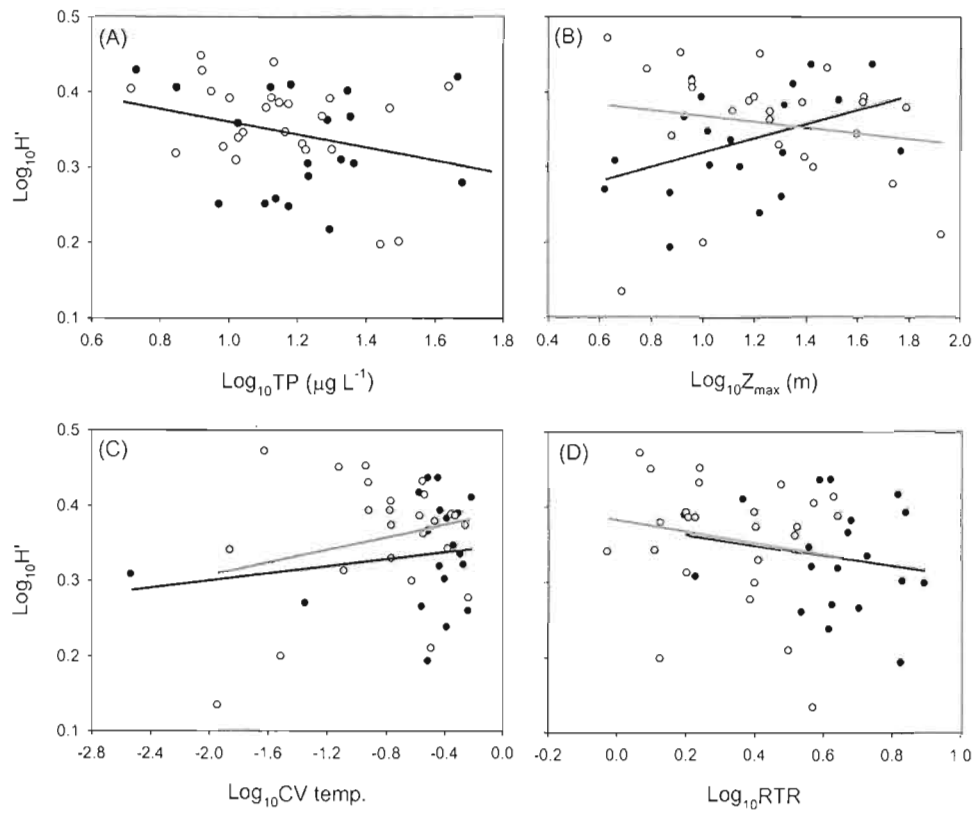 (A)
0.5
0.4
0.3
0.2
0.1
Log₁₀H'
0.6 0.8 1.0 1.2 1.4 1.6 1.8
Log₁₀TP (µg L⁻¹)
(B)
0.4 0.6 0.8 1.0 1.2 1.4 1.6 1.8 2.0
Log₁₀Zmax (m)
(C)
0.5
0.4
0.3
0.2
0.1
Log₁₀H'
-2.8 -2.4 -2.0 -1.6 -1.2 -0.8 -0.4 0.0
Log₁₀CV temp.
(D)
-0.2 0.0 0.2 0.4 0.6 0.8 1.0
Log₁₀RTR